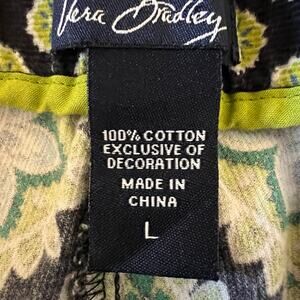 Vera Bradley
100% COTTON
EXCLUSIVE OF
DECORATION
MADE IN
CHINA
L